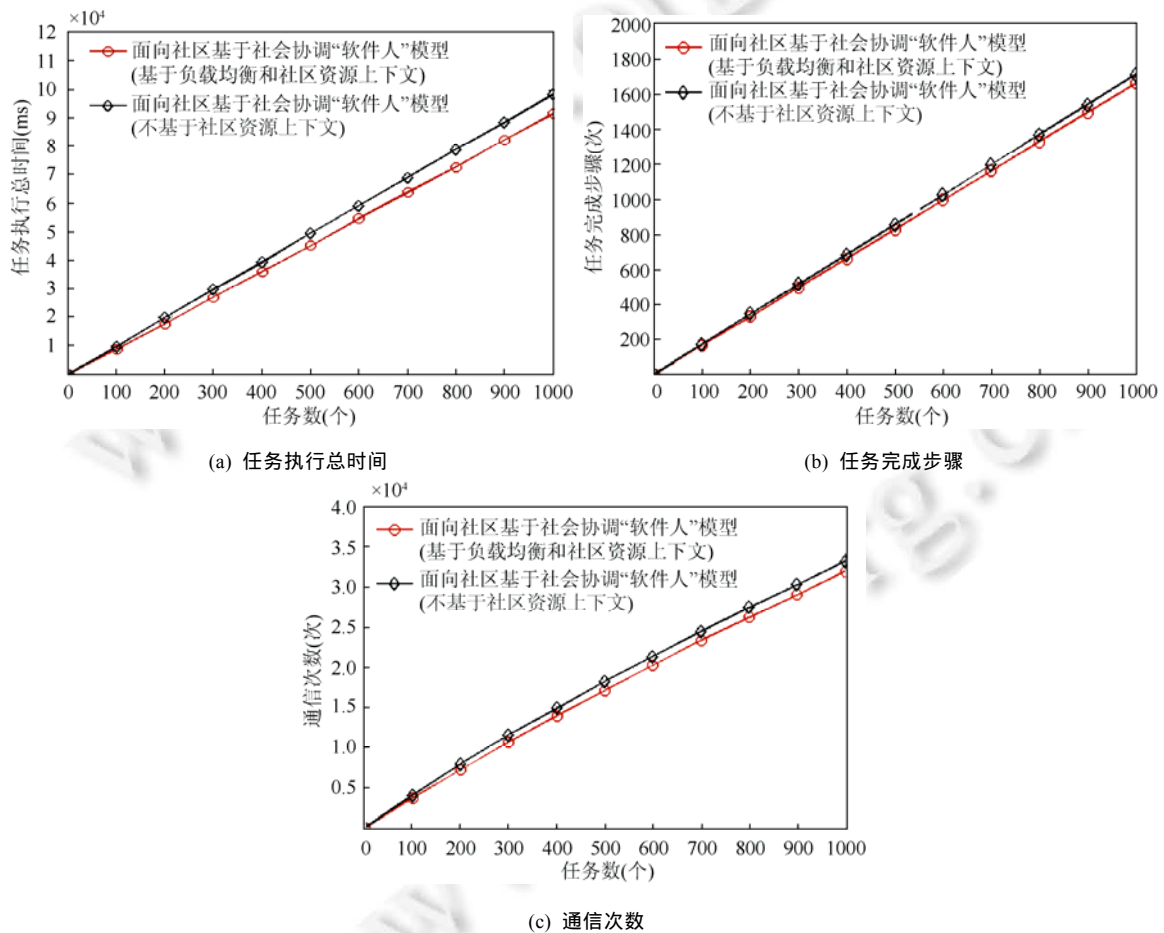 ×10⁴
12
11
10
9
8
7
6
5
4
3
2
1
任务执行总时间(ms)
面向社区基于社会协调“软件人”模型
(基于负载均衡和社区资源上下文)
面向社区基于社会协调“软件人”模型
(不基于社区资源上下文)
0 100 200 300 400 500 600 700 800 900 1000
任务数(个)
(a) 任务执行总时间
2000
1800
1600
1400
1200
1000
800
600
400
200
任务完成步骤(次)
面向社区基于社会协调“软件人”模型
(基于负载均衡和社区资源上下文)
面向社区基于社会协调“软件人”模型
(不基于社区资源上下文)
0 100 200 300 400 500 600 700 800 900 1000
任务数(个)
(b) 任务完成步骤
×10⁴
4.0
3.5
3.0
2.5
2.0
1.5
1.0
0.5
通信次数(次)
面向社区基于社会协调“软件人”模型
(基于负载均衡和社区资源上下文)
面向社区基于社会协调“软件人”模型
(不基于社区资源上下文)
0 100 200 300 400 500 600 700 800 900 1000
任务数(个)
(c) 通信次数